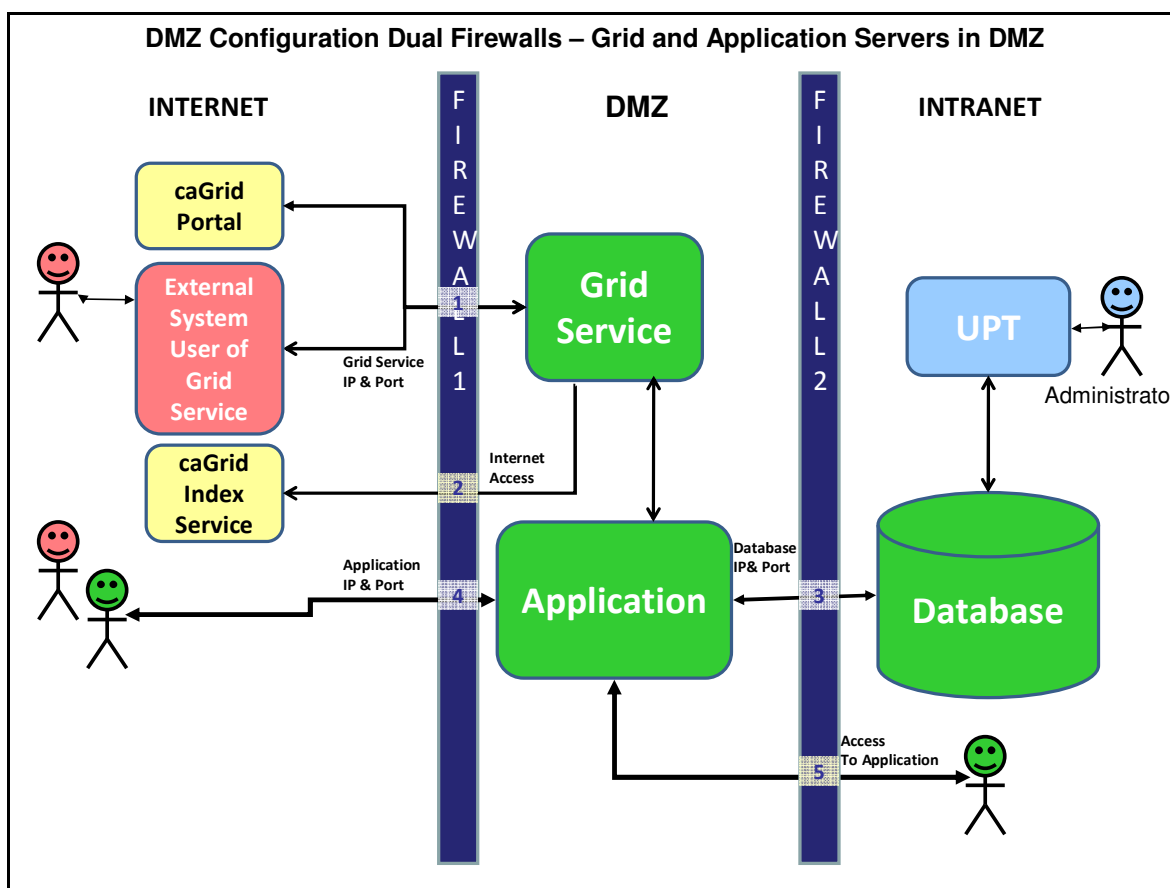 DMZ Configuration Dual Firewalls – Grid and Application Servers in DMZ
INTERNET
DMZ
INTRANET
F
I
R
E
W
A
L
L
1
F
I
R
E
W
A
L
L
2
caGrid
Portal
External
System
User of
Grid
Service
caGrid
Index
Service
1
Grid Service
IP & Port
Grid
Service
2
Internet
Access
Application
IP & Port
4
Application
Database
IP& Port
3
UPT
Administrato
Database
5
Access
To Application